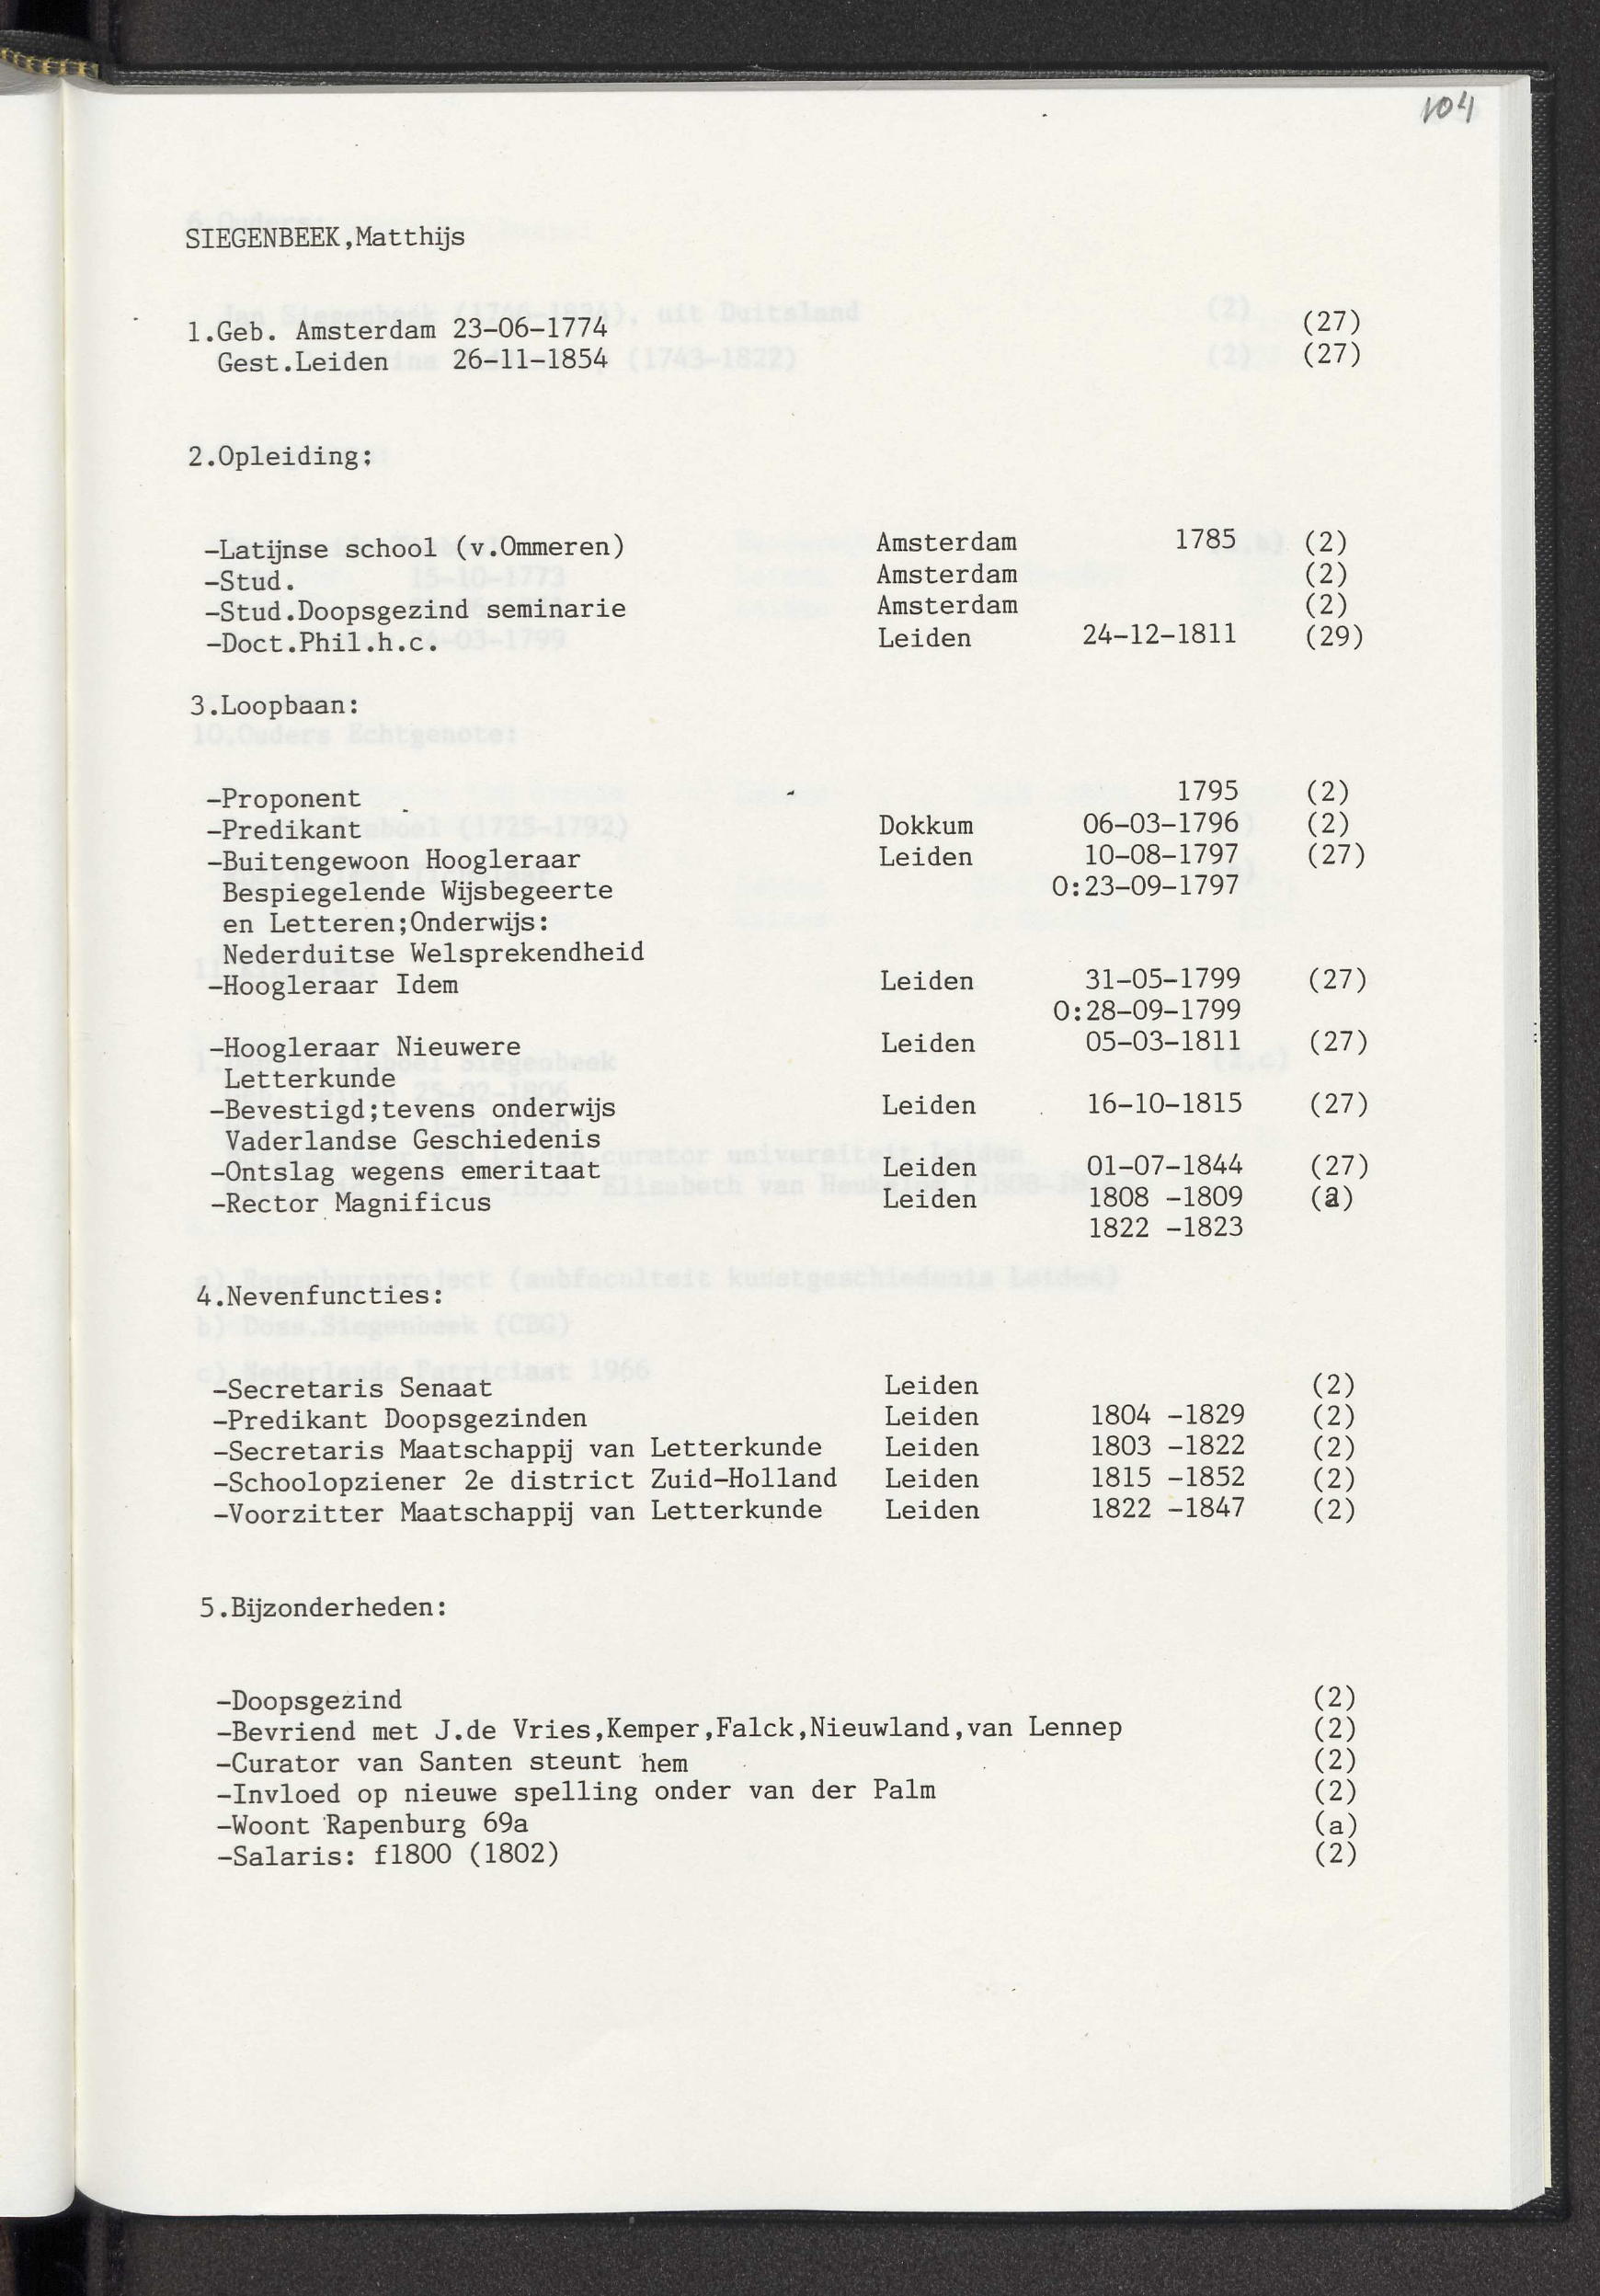 104
SIEGENBEEK,Matthijs
1.Geb. Amsterdam 23-06-1774 (27)
Gest.Leiden 26-11-1854 (27)
2.Opleiding:
-Latijnse school (v.Ommeren) Amsterdam 1785 (2)
-Stud. Amsterdam (2)
-Stud.Doopsgezind seminarie Amsterdam (2)
-Doct.Phil.h.c. Leiden 24-12-1811 (29)
3.Loopbaan:
-Proponent 1795 (2)
-Predikant Dokkum 06-03-1796 (2)
-Buitengewoon Hoogleraar Leiden 10-08-1797 (27)
Bespiegelende Wijsbegeerte O:23-09-1797
en Letteren;Onderwijs:
Nederduitse Welsprekendheid
-Hoogleraar Idem Leiden 31-05-1799 (27)
O:28-09-1799
-Hoogleraar Nieuwere Leiden 05-03-1811 (27)
Letterkunde
-Bevestigd;tevens onderwijs Leiden 16-10-1815 (27)
Vaderlandse Geschiedenis
-Ontslag wegens emeritaat Leiden 01-07-1844 (27)
-Rector Magnificus Leiden 1808 -1809
1822 -1823
4.Nevenfuncties:
-Secretaris Senaat Leiden (2)
-Predikant Doopsgezinden Leiden 1804 -1829 (2)
-Secretaris Maatschappij van Letterkunde Leiden 1803 -1822 (2)
-Schoolopziener 2e district Zuid-Holland Leiden 1815 -1852 (2)
-Voorzitter Maatschappij van Letterkunde Leiden 1822 -1847 (2)
5.Bijzonderheden:
-Doopsgezind (2)
-Bevriend met J.de Vries,Kemper,Falck,Nieuwland,van Lennep (2)
-Curator van Santen steunt hem (2)
-Invloed op nieuwe spelling onder van der Palm (2)
-Woont Rapenburg 69a (a)
-Salaris: f1800 (1802) (2)